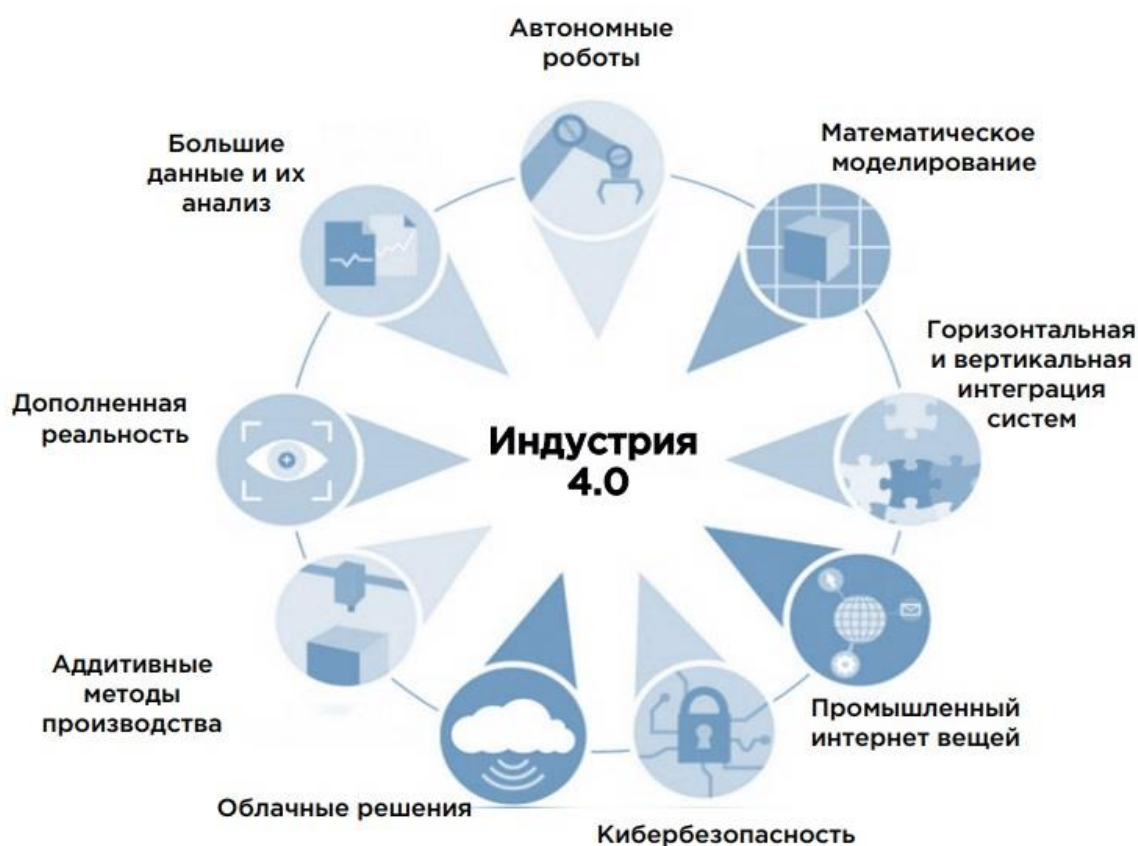 Автономные
роботы
Математическое
моделирование
Горизонтальная
и вертикальная
интеграция
систем
Промышленный
интернет вещей
Кибербезопасность
Облачные решения
Аддитивные
методы
производства
Дополненная
реальность
Большие
данные и их
анализ
Индустрия
4.0